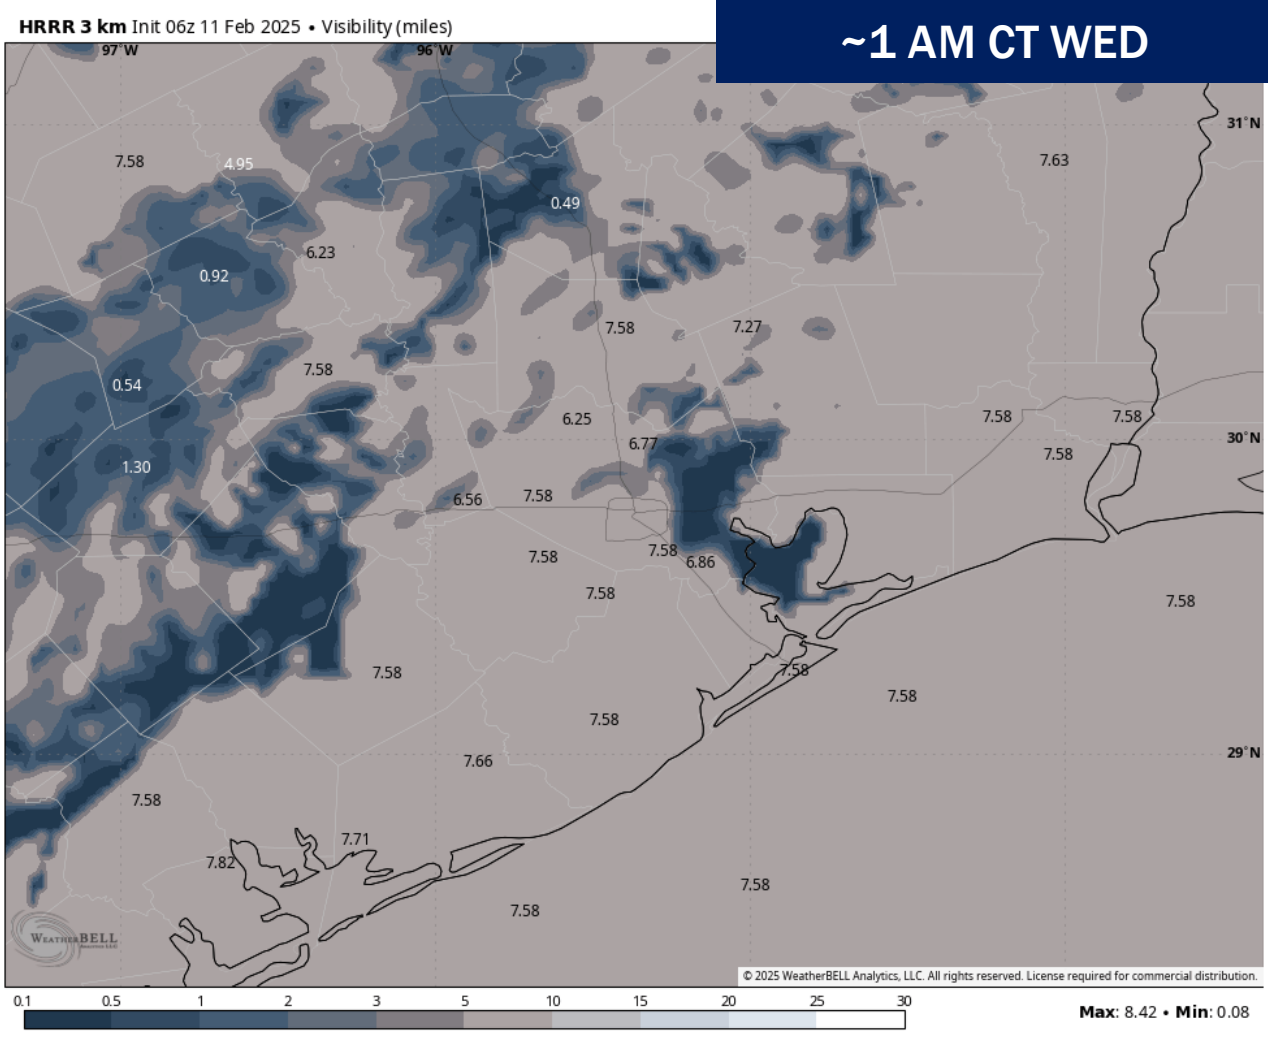 HRRR 3 km Init 06z 11 Feb 2025 • Visibility (miles)
~1 AM CT WED
97°W 96°W
31°N
7.58 4.95 7.63
0.49
6.23
0.92
7.58 7.27
7.58
0.54
6.25 7.58 7.58
6.77 30°N
7.58
1.30
6.56 7.58
7.58 7.58 6.86
7.58 7.58
7.58 7.58
7.58
7.58
29°N
7.66
7.58
7.71
7.82
7.58
7.58
WEATHERBELL
© 2025 WeatherBELL Analytics, LLC. All rights reserved. License required for commercial distribution.
0.1 0.5 1 2 3 5 10 15 20 25 30
Max: 8.42 • Min: 0.08